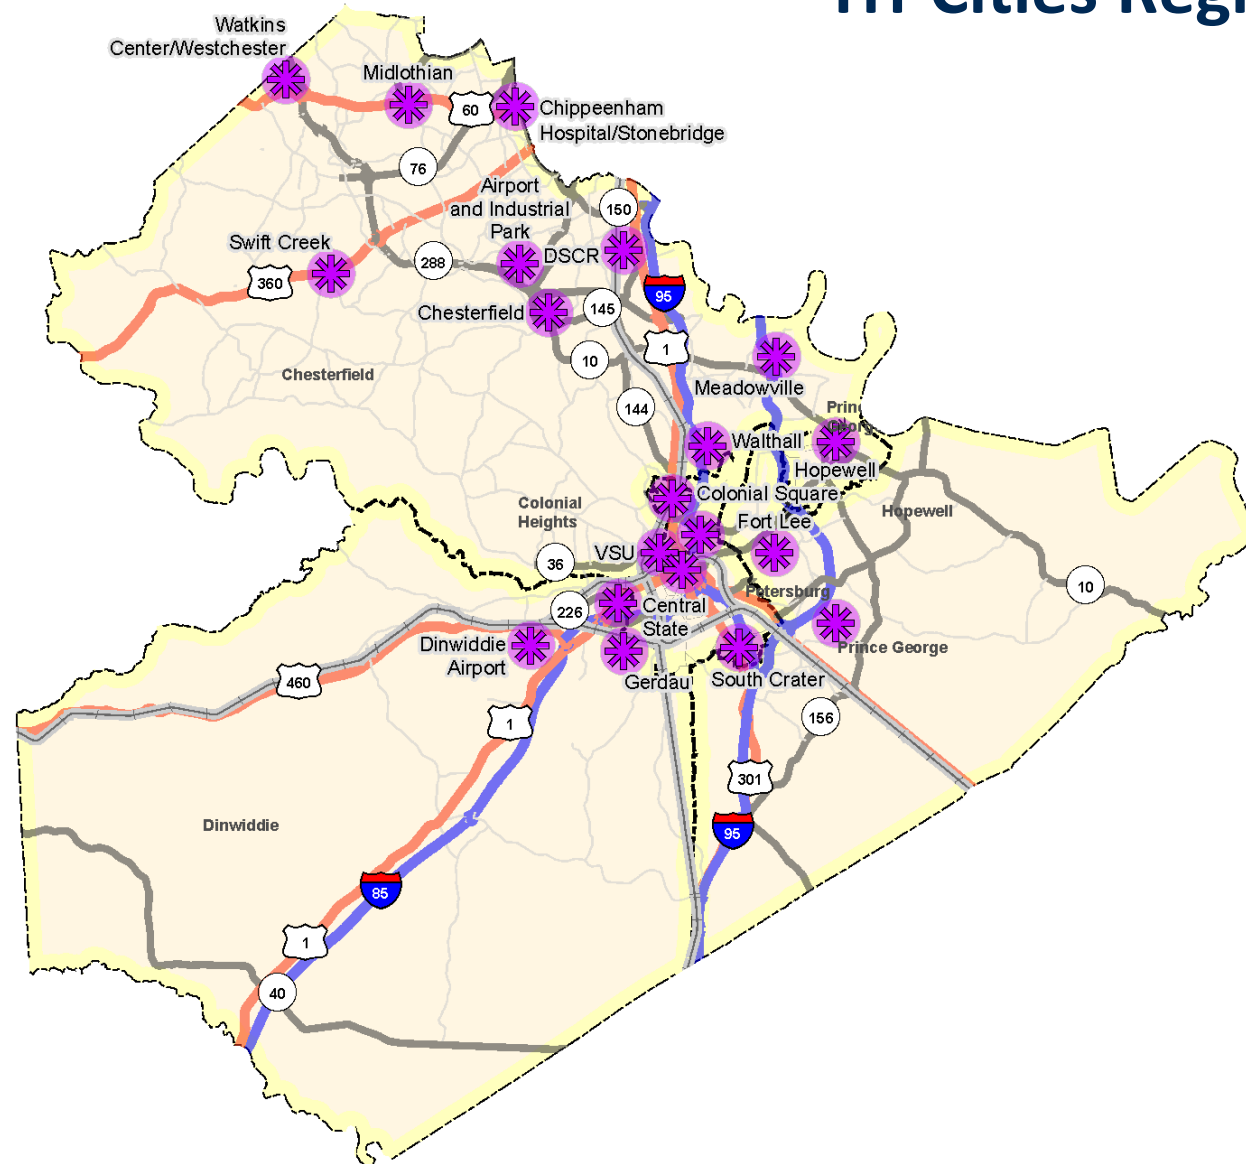 Tri-Cities Regi
Watkins
Center/Westchester
Midlothian
60
Chippeenham
Hospital/Stonebridge
76
Airport
and Industrial
Park
150
Swift Creek
288
DSCR
360
95
Chesterfield
145
1
10
Meadowville
Chesterfield
144
Princ
Georg
Walthall
Hopewell
Colonial Square
Colonial
Heights
Fort Lee
Hopewell
VSU
36
10
Petersburg
226
Central
State
Dinwiddie
Airport
Prince George
460
Gerdau
South Crater
1
156
301
Dinwiddie
95
85
1
40